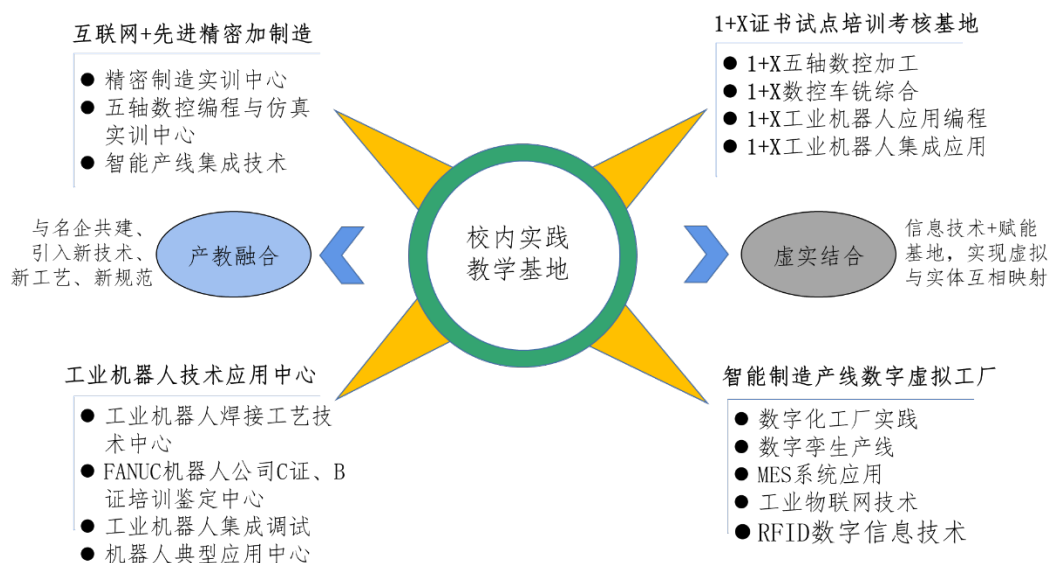 互联网+先进精密加制造
● 精密制造实训中心
● 五轴数控编程与仿真
实训中心
● 智能产线集成技术
1+X证书试点培训考核基地
● 1+X五轴数控加工
● 1+X数控车铣综合
● 1+X工业机器人应用编程
● 1+X工业机器人集成应用
与名企共建、
引入新技术、
新工艺、新规范
产教融合
校内实践
教学基地
虚实结合
信息技术+赋能
基地,实现虚拟
与实体互相映射
工业机器人技术应用中心
● 工业机器人焊接工艺技
术中心
● FANUC机器人公司C证、B
证培训鉴定中心
● 工业机器人集成调试
● 机器人典型应用中心
智能制造产线数字虚拟工厂
● 数字化工厂实践
● 数字孪生产线
● MES系统应用
● 工业物联网技术
● RFID数字信息技术